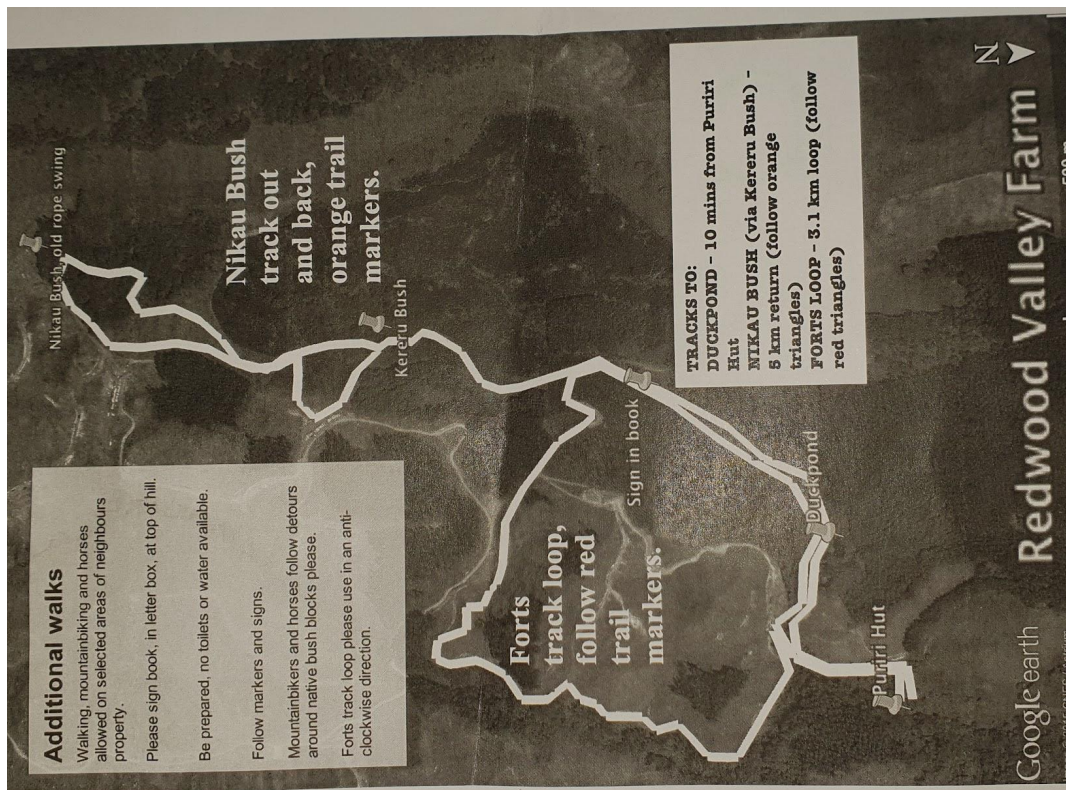 Additional walks
Walking, mountainbiking and horses
allowed on selected areas of neighbours
property.
Please sign book, in letter box, at top of hill.
Be prepared, no toilets or water available.
Follow markers and signs.
Mountainbikers and horses follow detours
around native bush blocks please.
Forts track loop please use in an anti-
clockwise direction.
Nikau Bush, old rope swing
Nikau Bush
track out
and back,
orange trail
markers.
Kereru Bush
Forts
track loop,
follow red
trail
markers.
Sign in book
Duckpond
Puriri Hut
TRACKS TO:
DUCKPOND - 10 mins from Puriri
Hut
NIKAU BUSH (via Kereru Bush) -
5 km return (follow orange
triangles)
FORTS LOOP - 3.1 km loop (follow
red triangles)
N
Google earth
Redwood Valley Farm